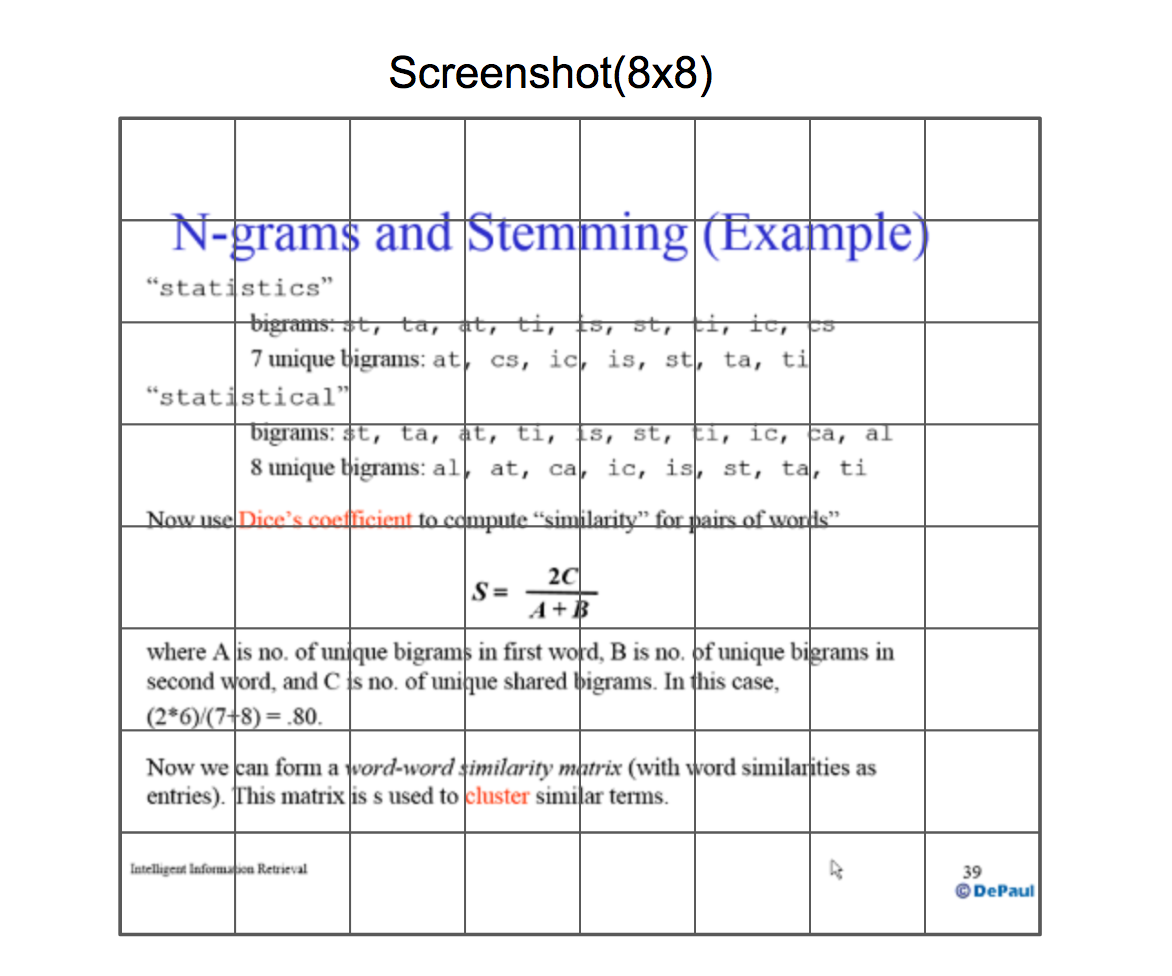 Screenshot(8x8)
N-grams and Stemming (Example)
“statistics”
bigrams: st, ta, at, ti, is, st, ti, ic, cs
7 unique bigrams: at, cs, ic, is, st, ta, ti
“statistical”
bigrams: st, ta, at, ti, is, st, ti, ic, ca, al
8 unique bigrams: al, at, ca, ic, is, st, ta, ti
Now use Dice’s coefficient to compute “similarity” for pairs of words”
S = 2C
A + B
where A is no. of unique bigrams in first word, B is no. of unique bigrams in
second word, and C is no. of unique shared bigrams. In this case,
(2*6)/(7+8) = .80.
Now we can form a word-word similarity matrix (with word similarities as
entries). This matrix is s used to cluster similar terms.
Intelligent Information Retrieval
39
© DePaul